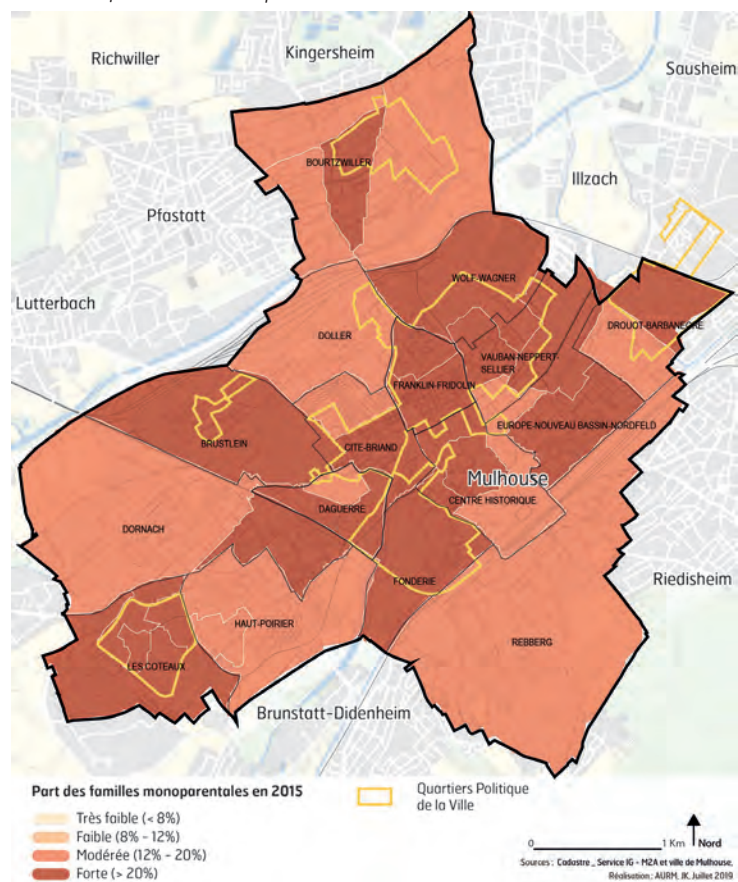 Richwiller
Kingersheim
Sausheim
BOURTZWILLER
Illzach
Pfastatt
WOLF-WAGNER
Lutterbach
DROUOT-BARBANEGRE
DOLLER
VAUBAN-NEPPERT-
SELLIER
FRANKLIN-FRIDOLIN
EUROPE-NOUVEAU BASSIN-NORDFELD
BRUSTLEIN
CITE-BRIAND
Mulhouse
CENTRE HISTORIQUE
DAGUERRE
DORNACH
FONDERIE
Riedisheim
HAUT-POIRIER
REBBERG
LES COTEAUX
Brunstatt-Didenheim
Part des familles monoparentales en 2015
Très faible (< 8%)
Faible (8% - 12%)
Modérée (12% - 20%)
Forte (> 20%)
Quartiers Politique
de la Ville
0 1 Km Nord
Sources : Cadastre _ Service IG - M2A et ville de Mulhouse,
Réalisation : AURM, JK, Juillet 2019